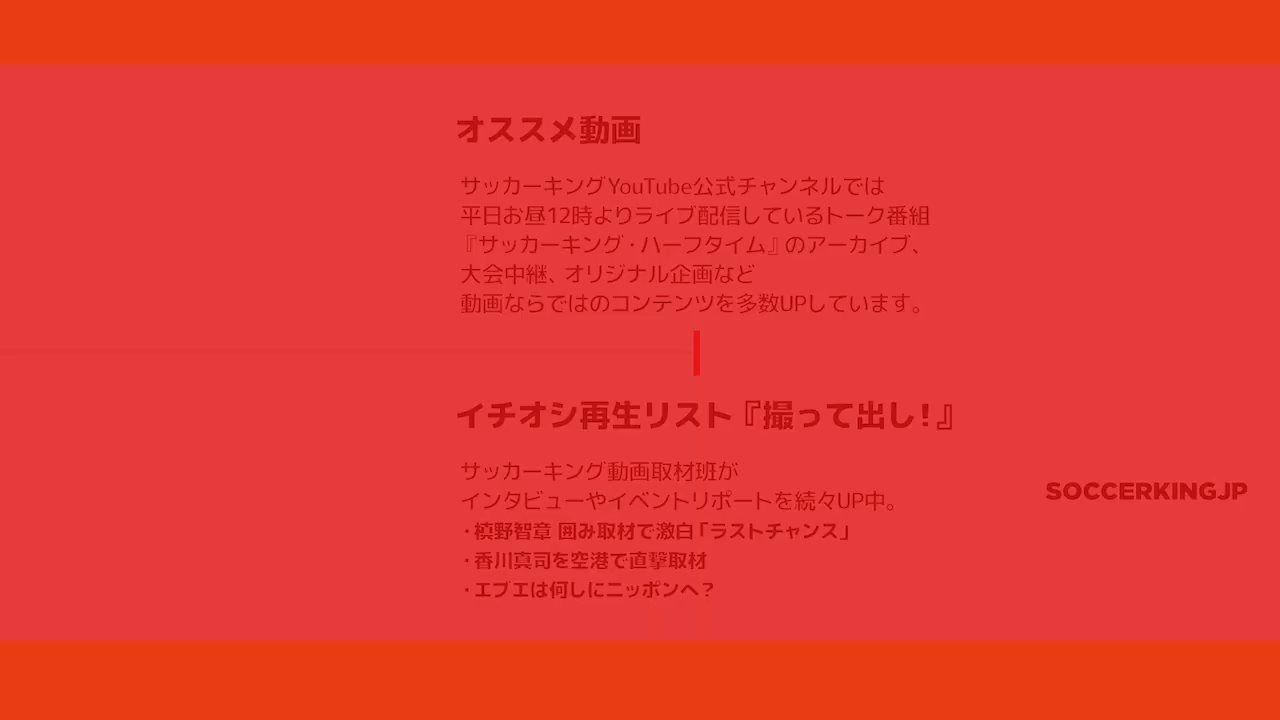 オススメ動画
サッカーキングYouTube公式チャンネルでは
平日お昼12時よりライブ配信しているトーク番組
『サッカーキング・ハーフタイム』のアーカイブ、
大会中継、オリジナル企画など
動画ならではのコンテンツを多数UPしています。
イチオシ再生リスト『撮って出し!』
サッカーキング動画取材班が
インタビューやイベントリポートを続々UP中。
・槙野智章 囲み取材で激白「ラストチャンス」
・香川真司を空港で直撃取材
・エブエは何しにニッポンへ?
SOCCERKINGJP